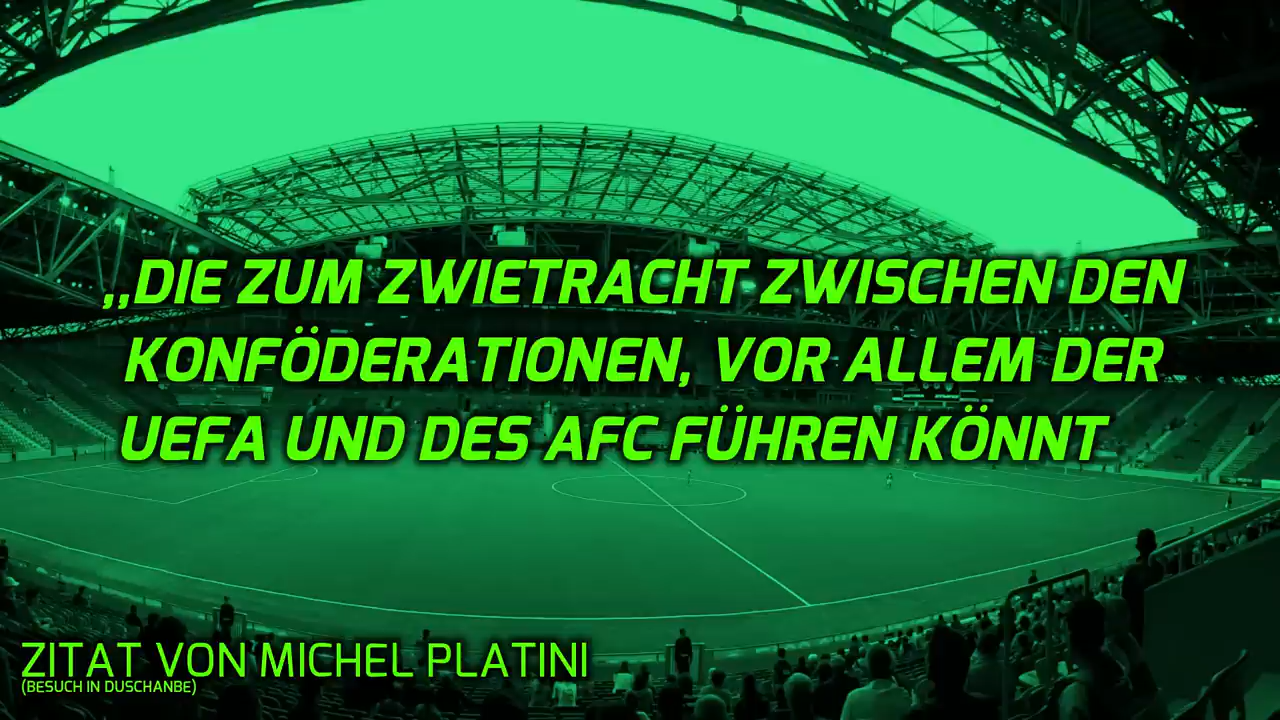 ,,DIE ZUM ZWIETRACHT ZWISCHEN DEN
KONFÖDERATIONEN, VOR ALLEM DER
UEFA UND DES AFC FÜHREN KÖNNT
ZITAT VON MICHEL PLATINI
(BESUCH IN DUSCHANBE)